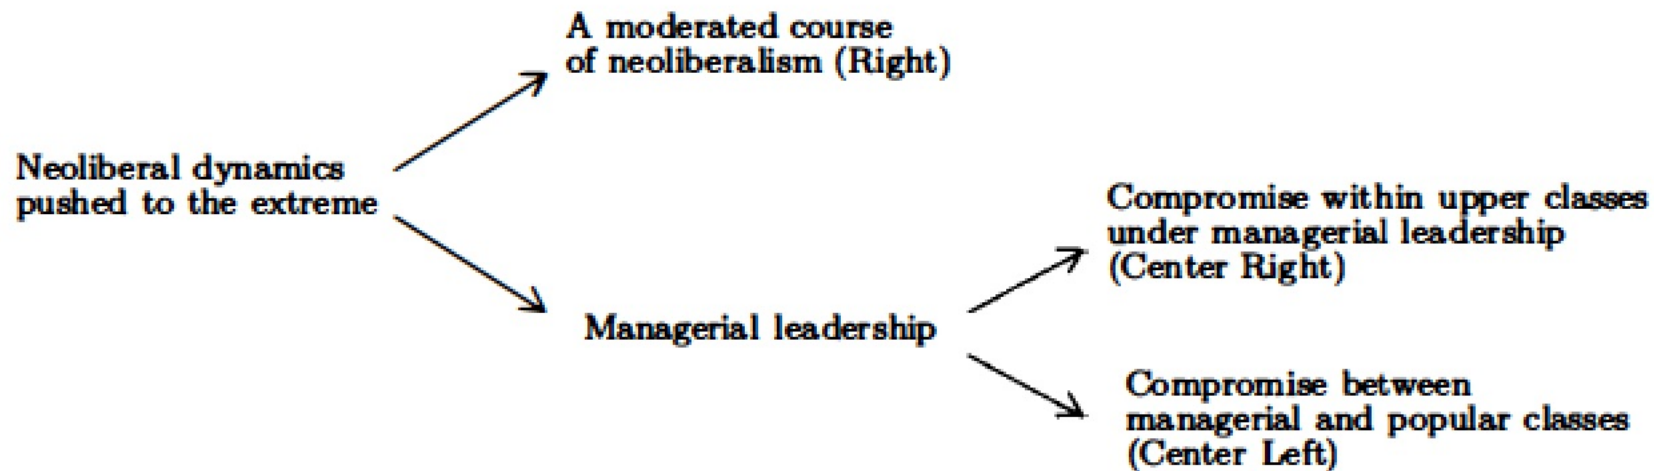 A moderated course
of neoliberalism (Right)
Neoliberal dynamics
pushed to the extreme
Managerial leadership
Compromise within upper classes
under managerial leadership
(Center Right)
Compromise between
managerial and popular classes
(Center Left)